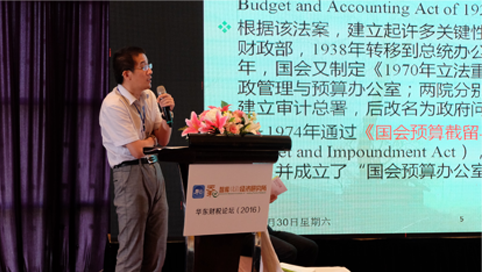 Budget and Accounting Act of 19
根据该法案，建立起许多关键性
财政部，1938年转移到总统办公
年，国会又制定《1970年立法重
政管理与预算办公室；两院分别
建立审计总署，后改名为政府问
1974年通过《国会预算截留
et and Impoundment Act），
并成立了“国会预算办公室
月30日星期六
5
华东财税论坛（2016）